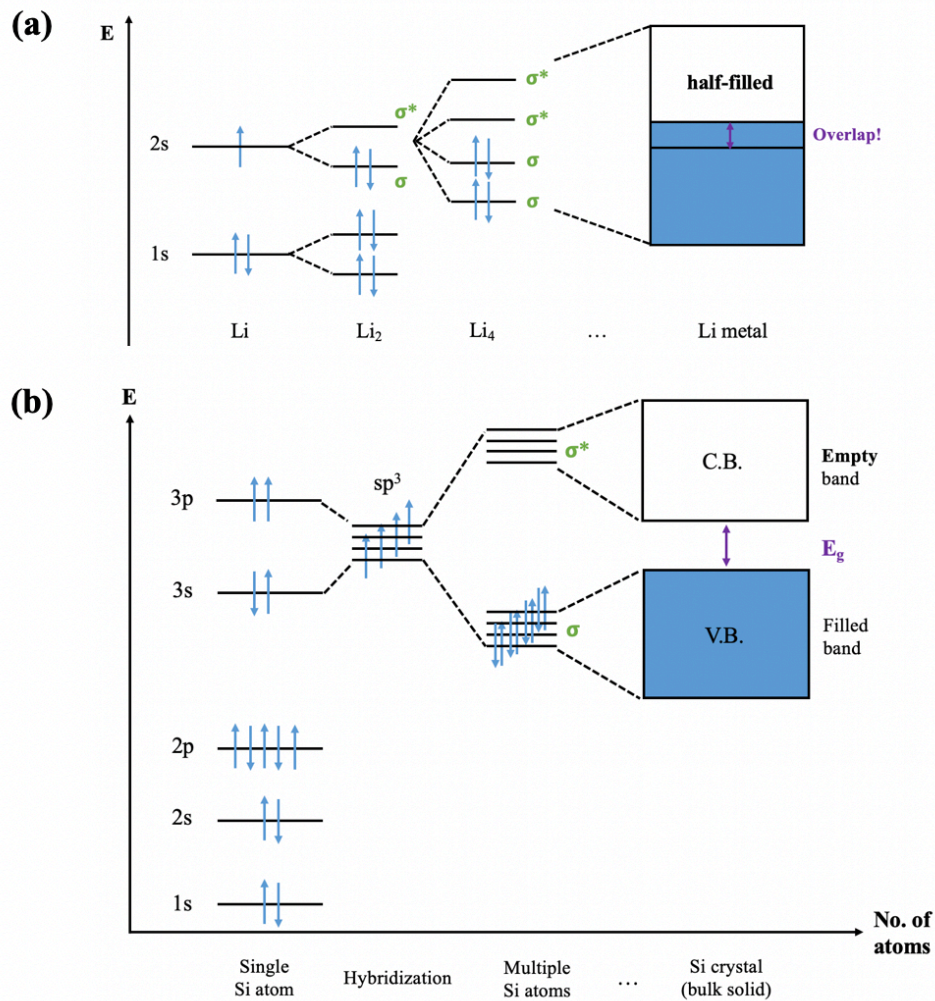 (a)
E
σ*
half-filled
σ*
σ*
2s
Overlap!
σ
σ
σ
1s
Li
Li₂
Li₄
...
Li metal
(b)
E
σ*
C.B.
Empty
band
sp³
3p
E_g
3s
σ
V.B.
Filled
band
2p
2s
1s
No. of
atoms
Single
Si atom
Hybridization
Multiple
Si atoms
...
Si crystal
(bulk solid)